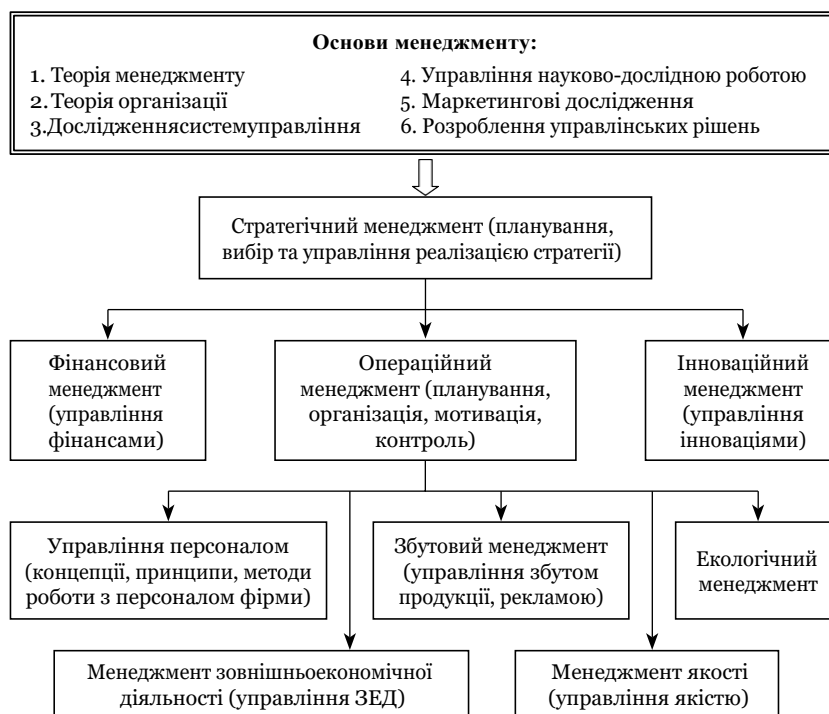 Основи менеджменту:
1. Теорія менеджменту
2.Теорія організації
3.Дослідженнясистемуправління
4. Управління науково-дослідною роботою
5. Маркетингові дослідження
6. Розроблення управлінських рішень
Стратегічний менеджмент (планування,
вибір та управління реалізацією стратегії)
Фінансовий
менеджмент
(управління
фінансами)
Операційний
менеджмент (планування,
організація, мотивація,
контроль)
Інноваційний
менеджмент
(управління
інноваціями)
Управління персоналом
(концепції, принципи, методи
роботи з персоналом фірми)
Збутовий менеджмент
(управління збутом
продукції, рекламою)
Екологічний
менеджмент
Менеджмент зовнішньоекономічної
діяльності (управління ЗЕД)
Менеджмент якості
(управління якістю)